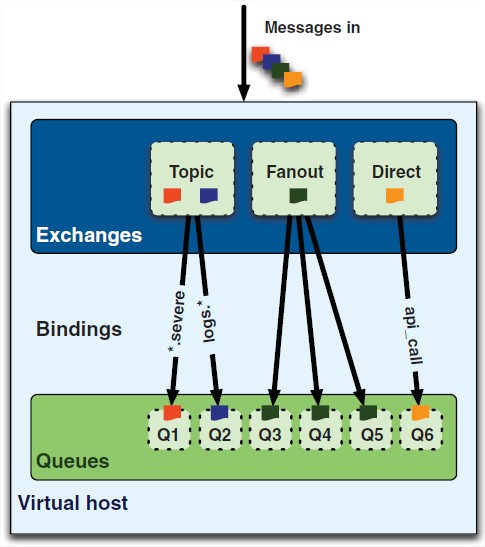 Messages in
Topic
Fanout
Direct
Exchanges
*.severe
logs.*
api_call
Bindings
Q1
Q2
Q3
Q4
Q5
Q6
Queues
Virtual host